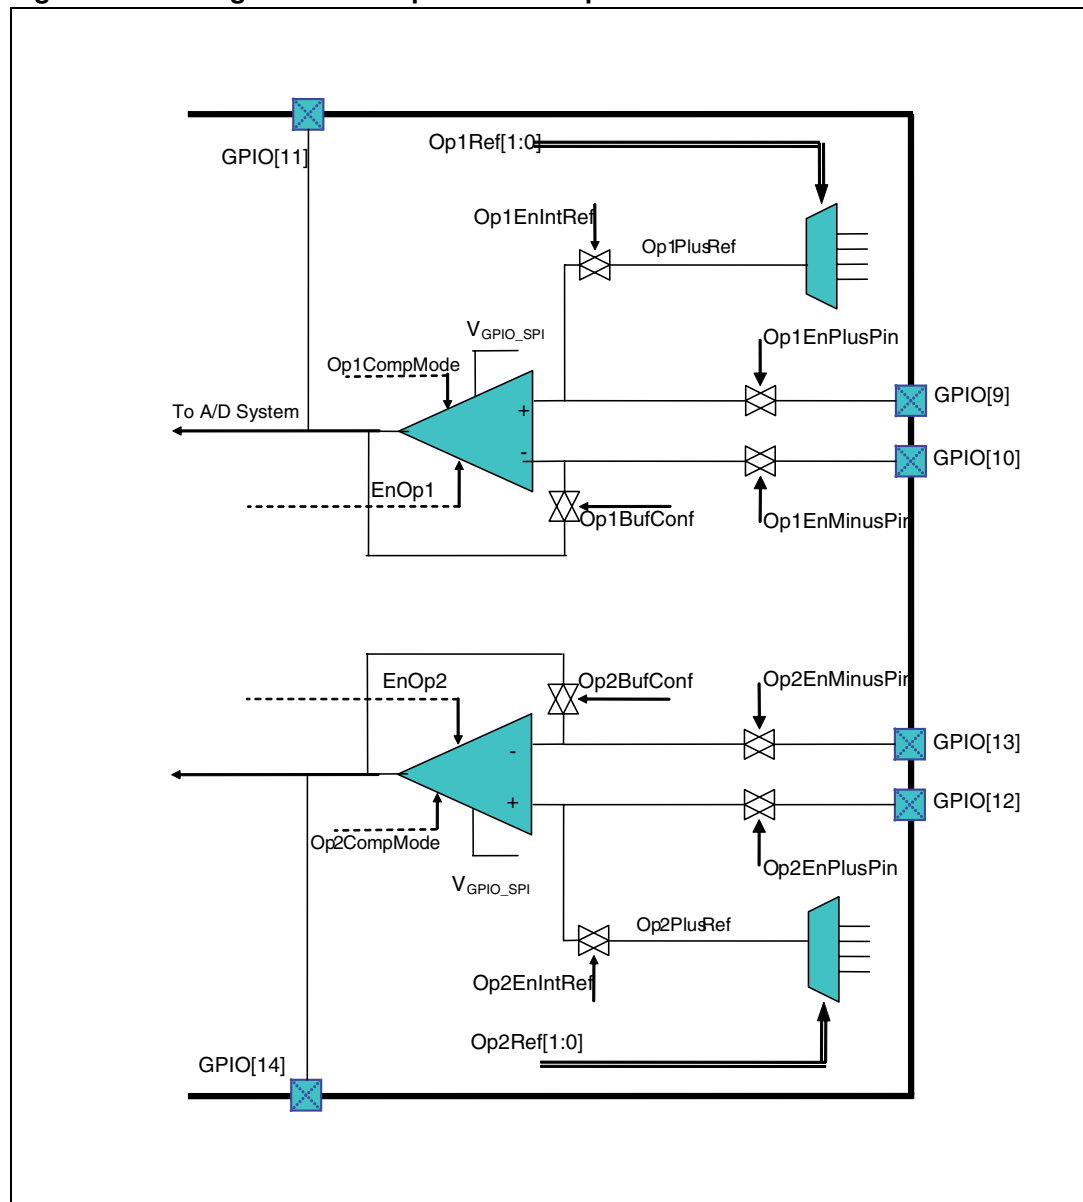 GPIO[11]
Op1Ref[1:0]
Op1EnIntRef
Op1PlusRef
VGPIO_SPI
Op1CompMode
Op1EnPlusPin
To A/D System
+
GPIO[9]
-
GPIO[10]
EnOp1
Op1BufConf
Op1EnMinusPin
EnOp2
Op2BufConf
Op2EnMinusPin
-
GPIO[13]
+
GPIO[12]
Op2CompMode
Op2EnPlusPin
VGPIO_SPI
Op2PlusRef
Op2EnIntRef
Op2Ref[1:0]
GPIO[14]